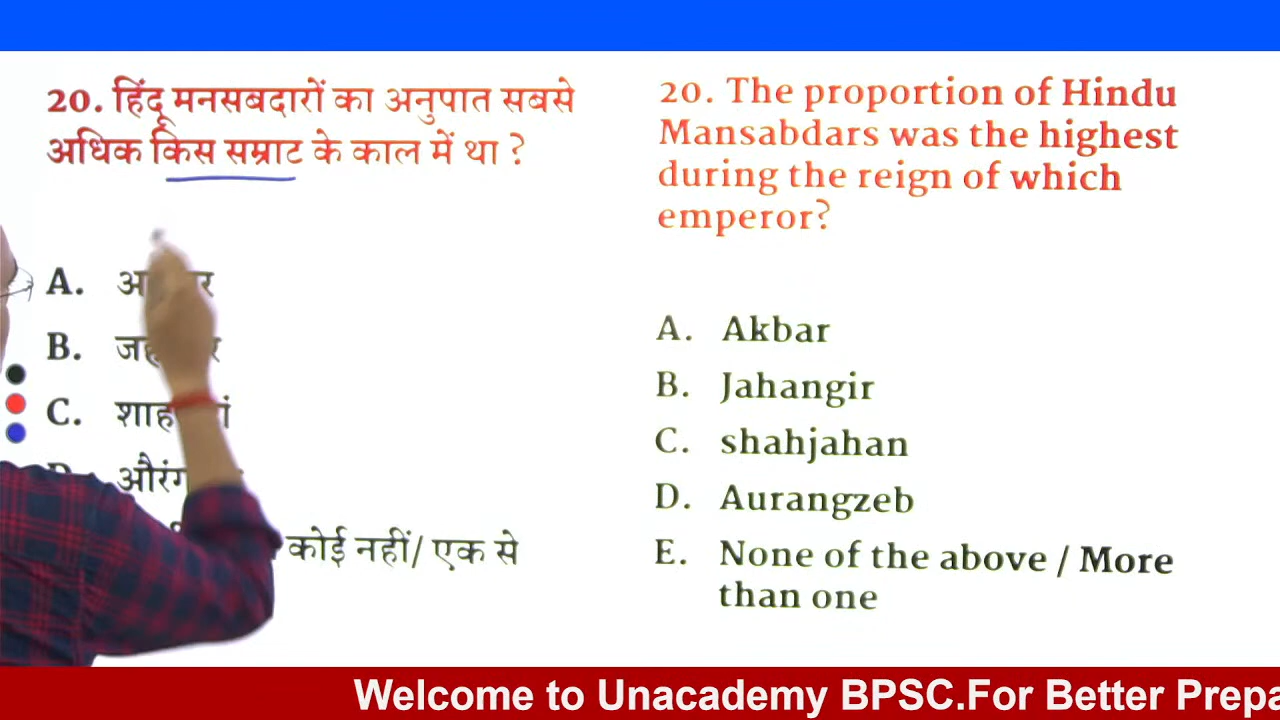 20. हिंदू मनसबदारों का अनुपात सबसे
अधिक किस सम्राट के काल में था ?
A.
B.
C.
कोई नहीं/ एक से
20. The proportion of Hindu
Mansabdars was the highest
during the reign of which
emperor?
A. Akbar
B. Jahangir
C. shahjahan
D. Aurangzeb
E. None of the above / More
than one
Welcome to Unacademy BPSC.For Better Prepa